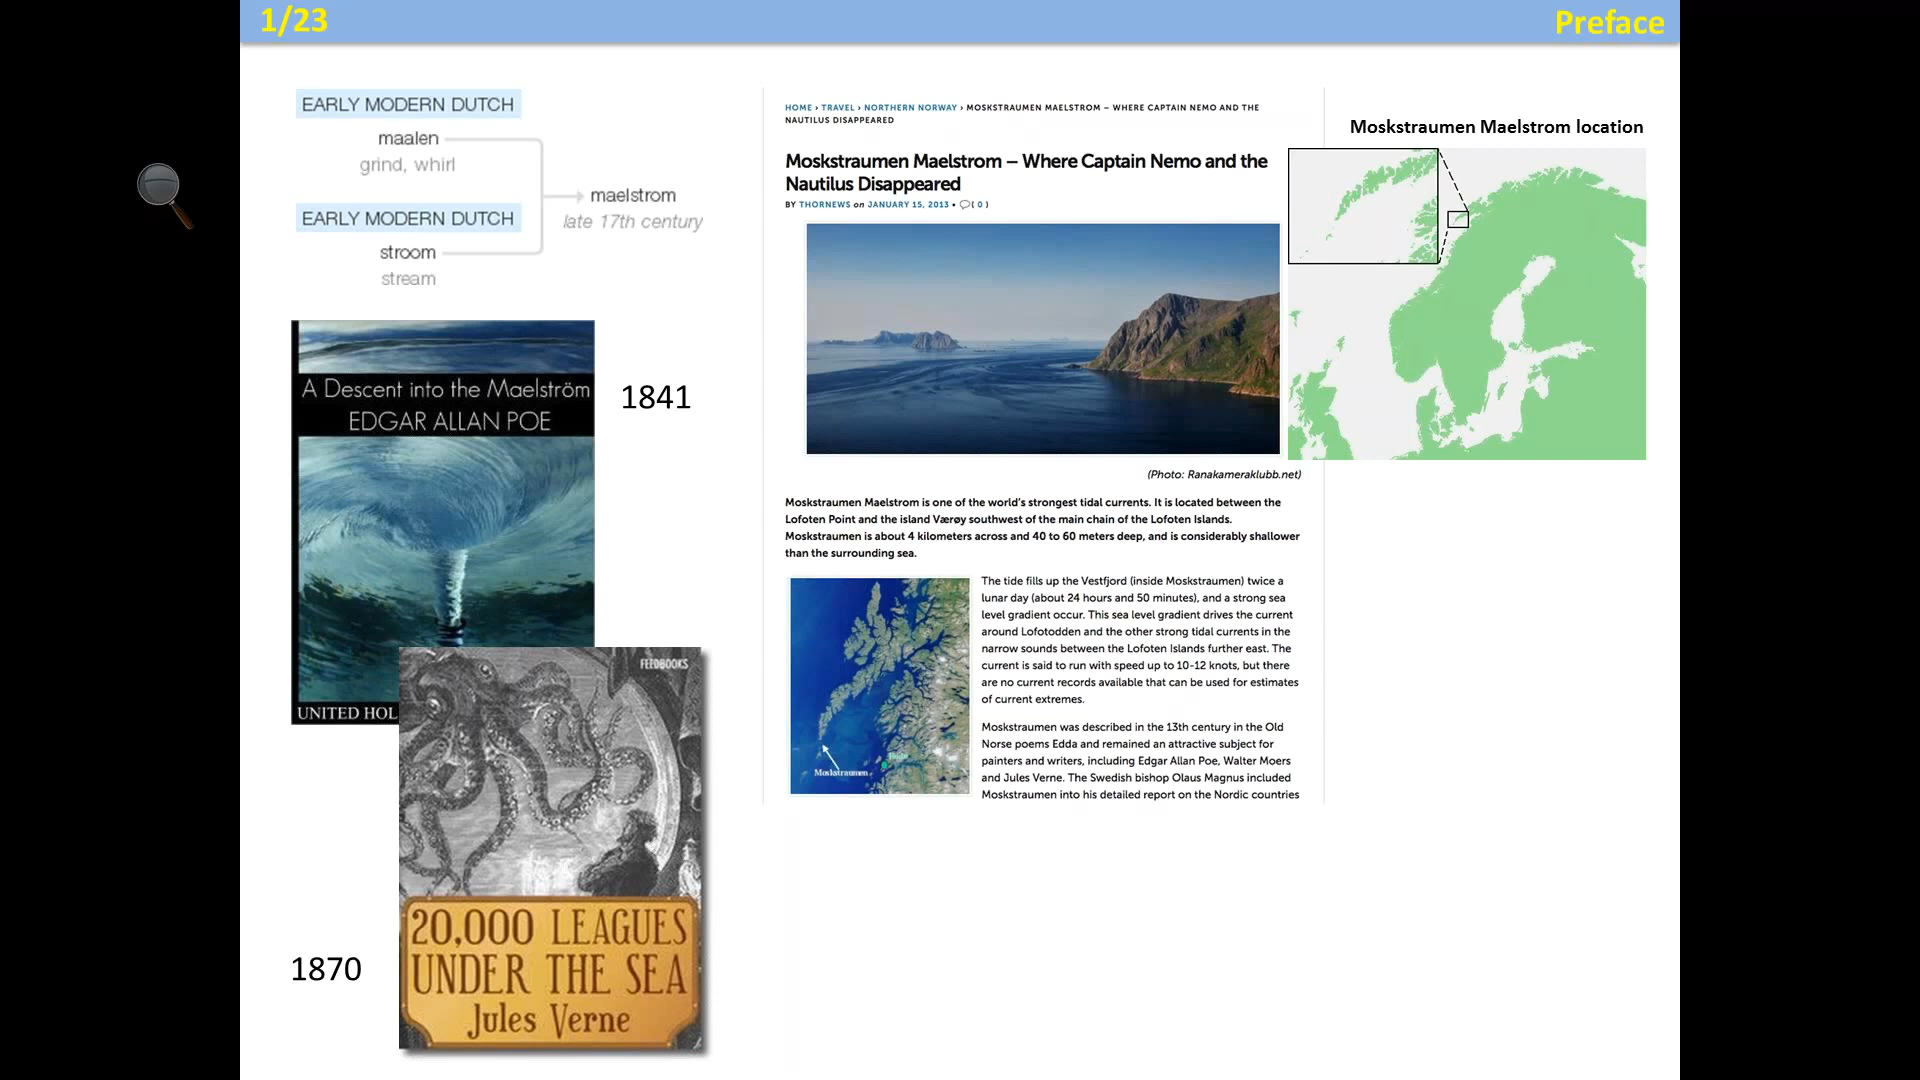 1/23
Preface
EARLY MODERN DUTCH
maalen
grind, whirl
EARLY MODERN DUTCH
stroom
stream
maelstrom
late 17th century
A Descent into the Maelström
EDGAR ALLAN POE
UNITED HOL
1841
FEEDBOOKS
20,000 LEAGUES
UNDER THE SEA
Jules Verne
1870
HOME › TRAVEL › NORTHERN NORWAY › MOSKSTRAUMEN MAELSTROM – WHERE CAPTAIN NEMO AND THE
NAUTILUS DISAPPEARED
Moskstraumen Maelstrom – Where Captain Nemo and the
Nautilus Disappeared
BY THORNEWS on JANUARY 15, 2013 • ( 0 )
(Photo: Ranakameraklubb.net)
Moskstraumen Maelstrom is one of the world's strongest tidal currents. It is located between the
Lofoten Point and the island Værøy southwest of the main chain of the Lofoten Islands.
Moskstraumen is about 4 kilometers across and 40 to 60 meters deep, and is considerably shallower
than the surrounding sea.
Moskstraumen
The tide fills up the Vestfjord (inside Moskstraumen) twice a
lunar day (about 24 hours and 50 minutes), and a strong sea
level gradient occur. This sea level gradient drives the current
around Lofotodden and the other strong tidal currents in the
narrow sounds between the Lofoten Islands further east. The
current is said to run with speed up to 10-12 knots, but there
are no current records available that can be used for estimates
of current extremes.
Moskstraumen was described in the 13th century in the Old
Norse poems Edda and remained an attractive subject for
painters and writers, including Edgar Allan Poe, Walter Moers
and Jules Verne. The Swedish bishop Olaus Magnus included
Moskstraumen into his detailed report on the Nordic countries
Moskstraumen Maelstrom location